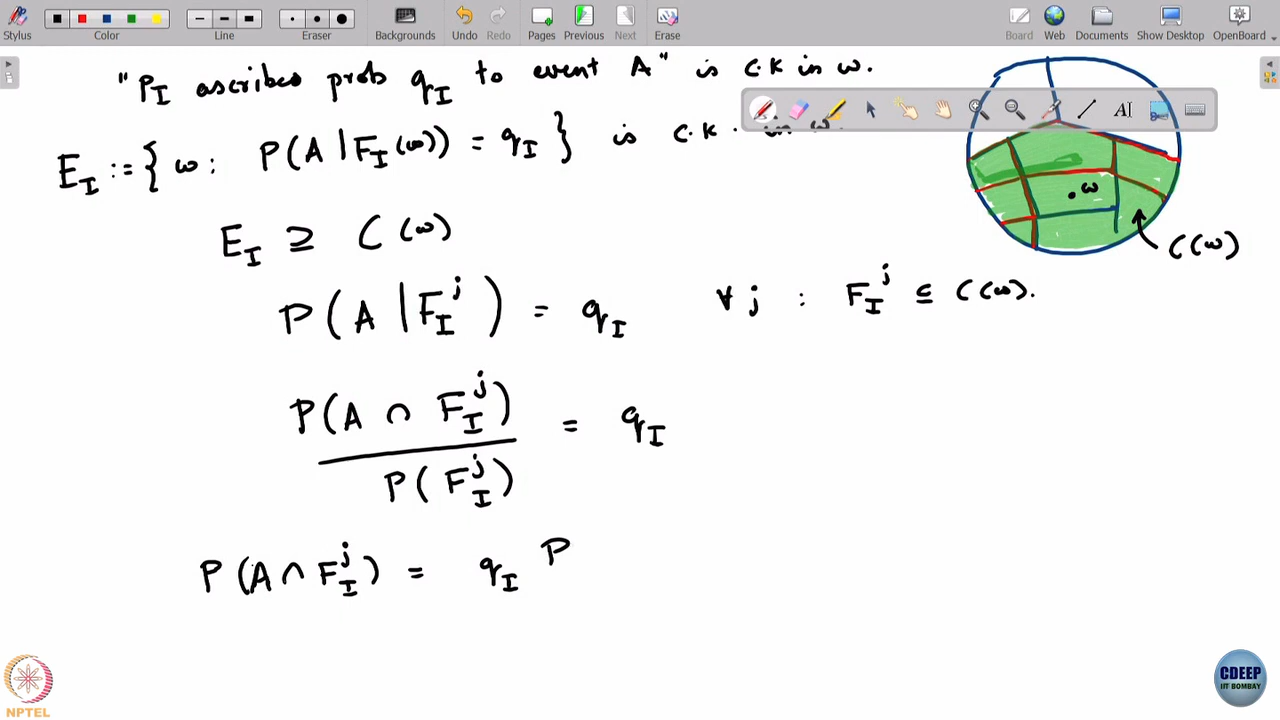 Stylus Color Line Eraser Backgrounds Undo Redo Pages Previous Next Erase Board Web Documents Show Desktop OpenBoard
"P_I ascribes prob q_I to event A" is C.K in ω.
E_I := { ω : P(A | F_I(ω)) = q_I } is C.K. in ω.
E_I ⊇ C(ω)
ω
C(ω)
P(A | F_I^j) = q_I ∀ j : F_I^j ⊆ C(ω).
P(A ∩ F_I^j) / P(F_I^j) = q_I
P(A ∩ F_I^j) = q_I P
NPTEL
CDEEP
IIT BOMBAY